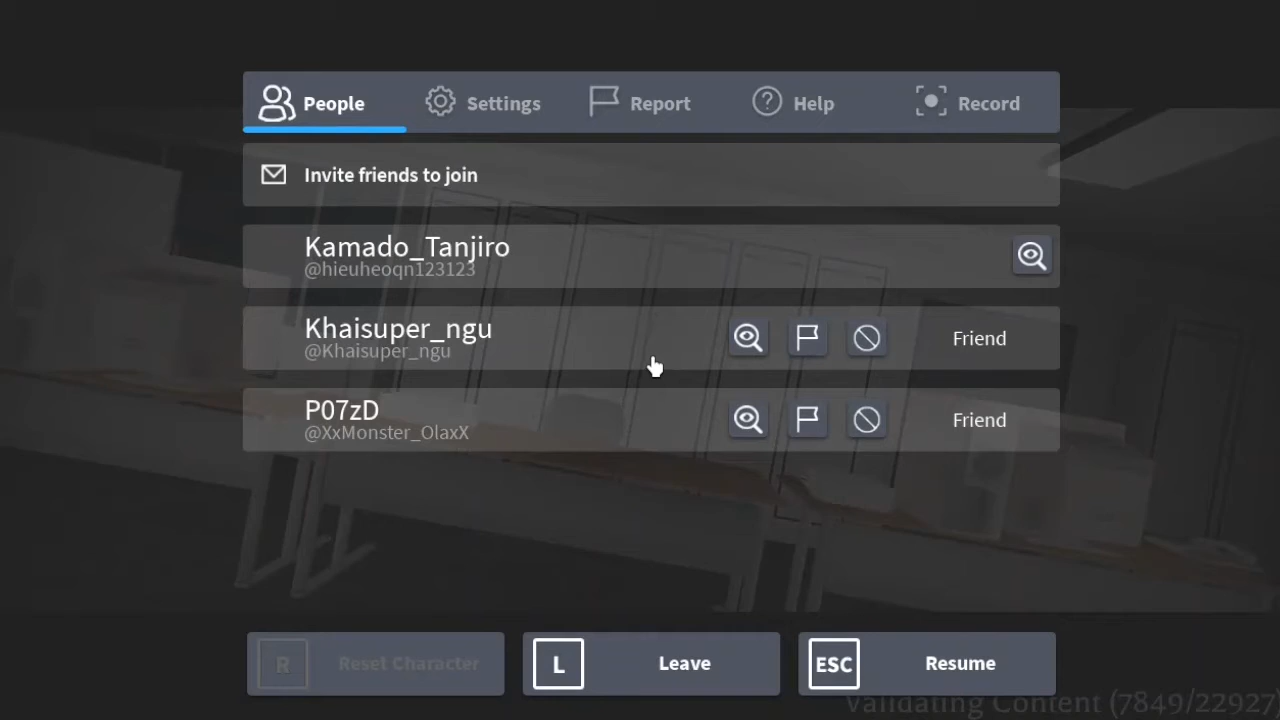 People
Settings
Report
Help
Record
Invite friends to join
Kamado_Tanjiro
@hieuheoqn123123
Khaisuper_ngu
@Khaisuper_ngu
Friend
P07zD
@XxMonster_OlaxX
Friend
R
Reset Character
L
Leave
ESC
Resume
Validating Content (7849/22927)